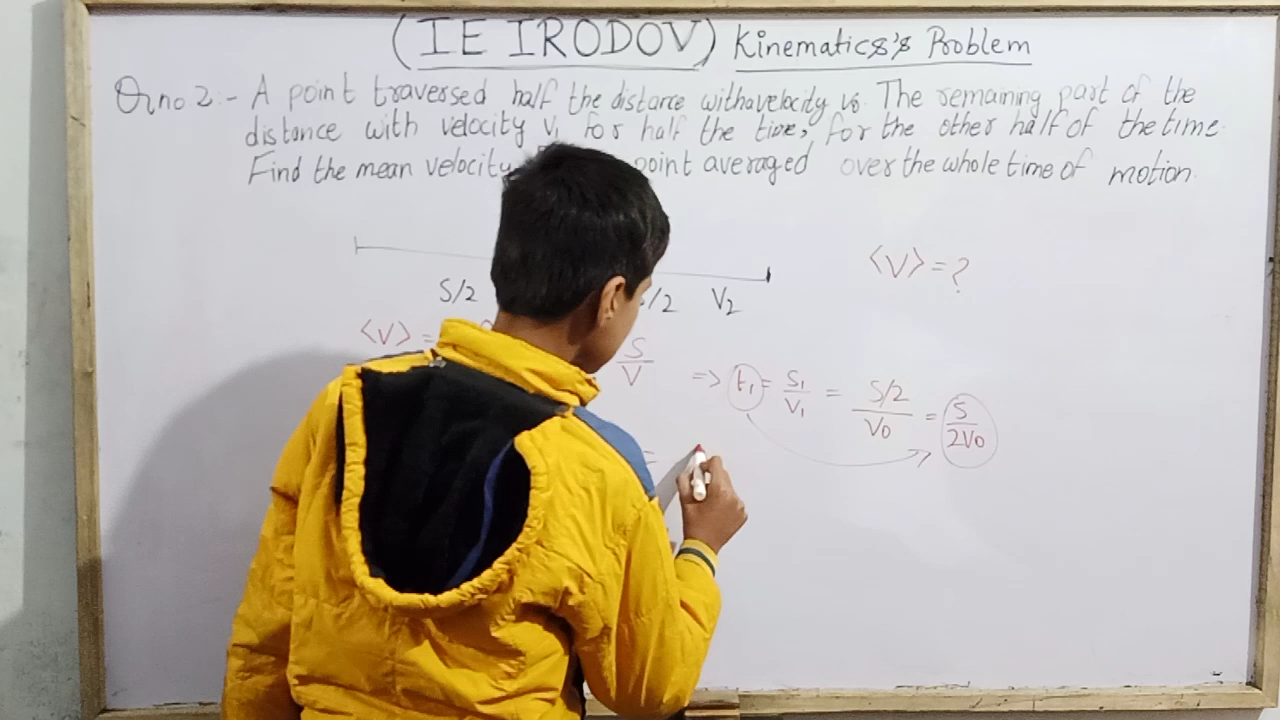 (IE IRODOV) Kinematics's Problem
Qr.no 2:- A point traversed half the distance with a velocity v₀. The remaining part of the
distance with velocity V₁ for half the time, for the other half of the time.
Find the mean velocity point averaged over the whole time of motion.
<V> = ?
S/2 /2 V₂
<V> = S/V => t₁ = S₁/V₁ = S/2/V₀ = S/2V₀
=